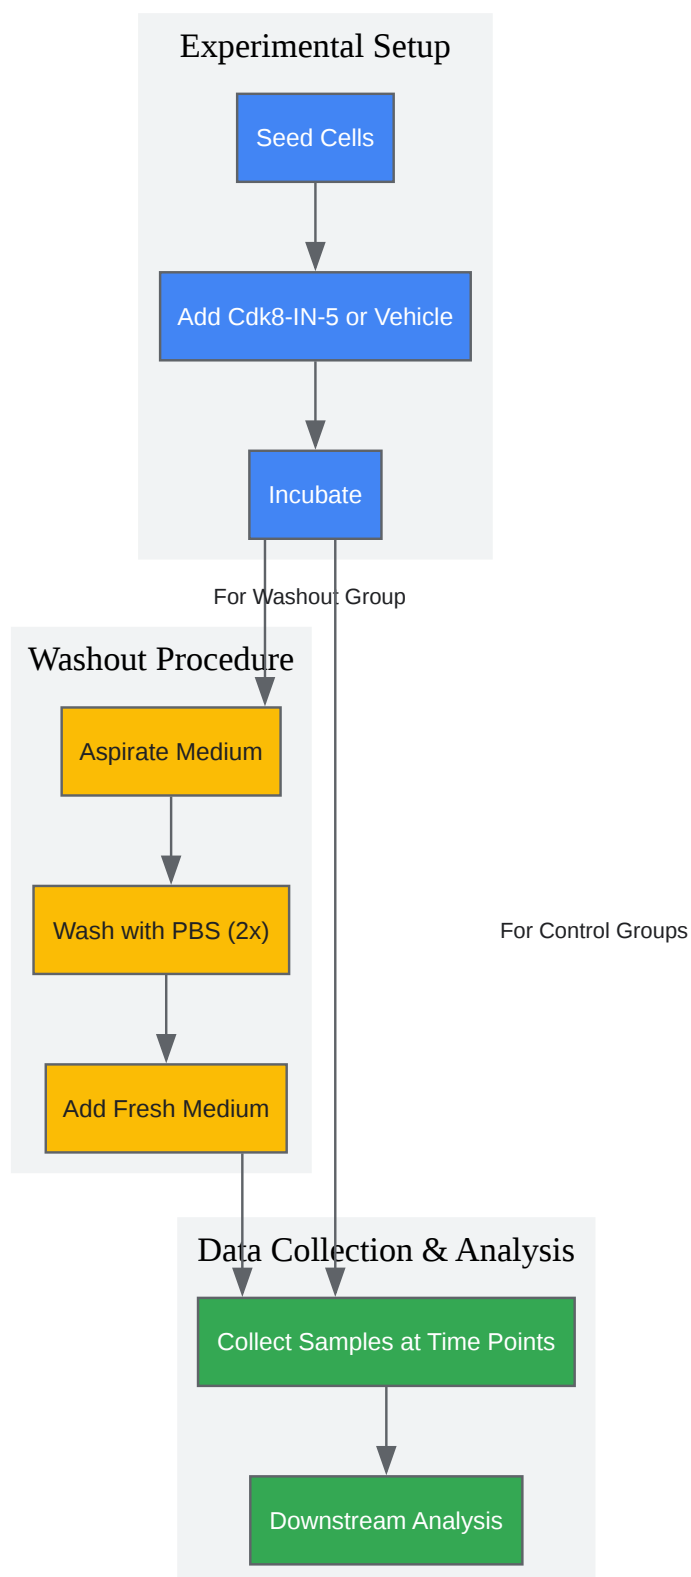 Experimental Setup
Seed Cells
Add Cdk8-IN-5 or Vehicle
Incubate
For Washout Group
Washout Procedure
Aspirate Medium
Wash with PBS (2x)
For Control Groups
Add Fresh Medium
Data Collection & Analysis
Collect Samples at Time Points
Downstream Analysis